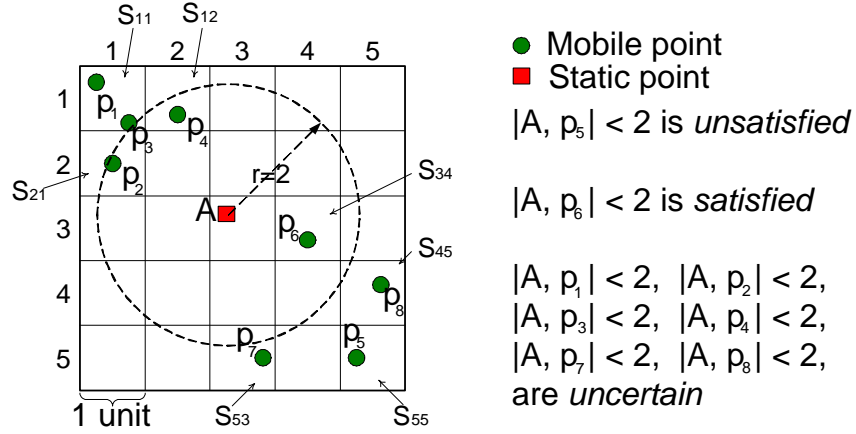 S11 S12
1 2 3 4 5
1
2
3
4
5
p1
p3
p4
p2
r=2
A
p6
p8
p7
p5
S21
S34
S45
S53
S55
1 unit
Mobile point
Static point
|A, p5| < 2 is unsatisfied
|A, p6| < 2 is satisfied
|A, p1| < 2, |A, p2| < 2,
|A, p3| < 2, |A, p4| < 2,
|A, p7| < 2, |A, p8| < 2,
are uncertain